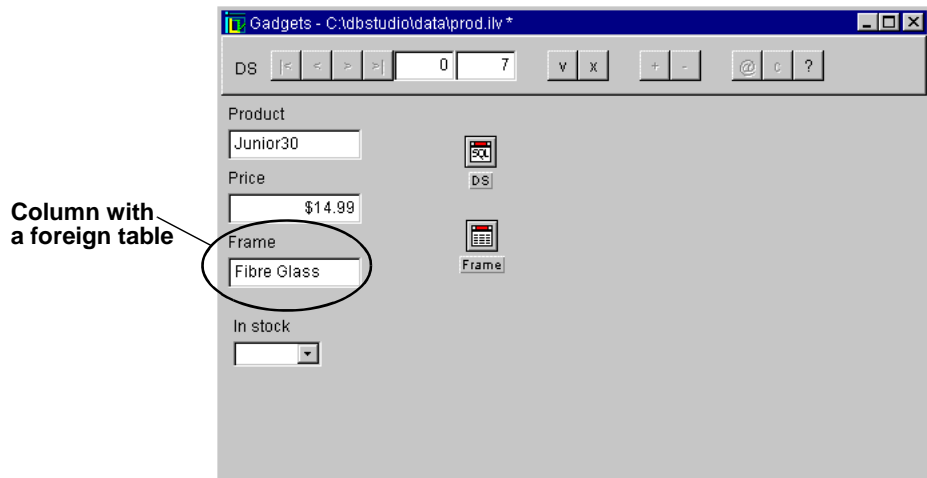 Gadgets - C:\dbstudio\data\prod.ilv *
DS |< < > >| 0 7 v x + - @ c ?
Product
Junior30
SQL
DS
Price
$14.99
Column with
a foreign table
Frame
Fibre Glass
Frame
In stock